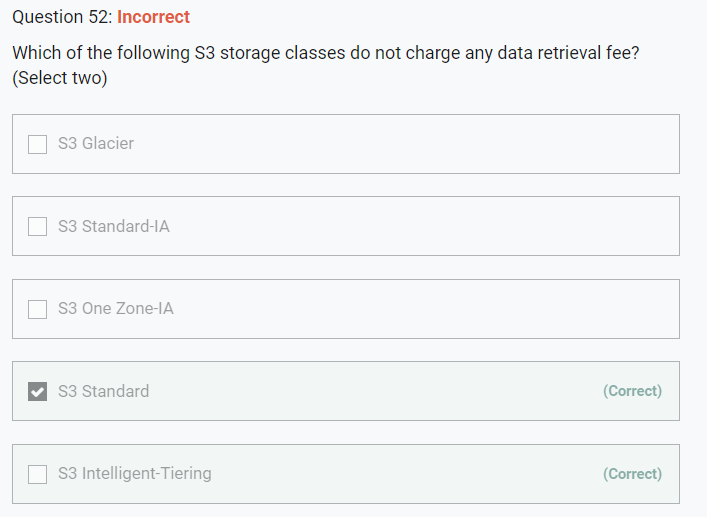 Question 52: Incorrect
Which of the following S3 storage classes do not charge any data retrieval fee?
(Select two)
S3 Glacier
S3 Standard-IA
S3 One Zone-IA
S3 Standard (Correct)
S3 Intelligent-Tiering (Correct)